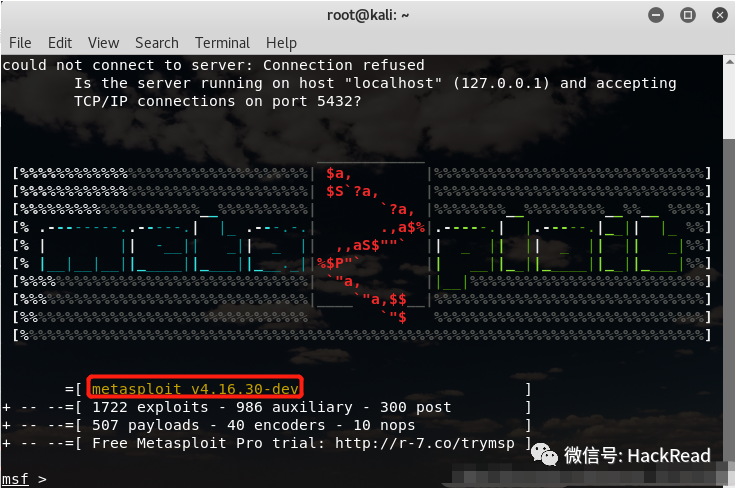 root@kali: ~
File Edit View Search Terminal Help
could not connect to server: Connection refused
Is the server running on host "localhost" (127.0.0.1) and accepting
TCP/IP connections on port 5432?
$a,
$S`?a,
`?a,
.,a$%
,,aS$""`
%$P"`
`"a,
`"a,$$
`"$
=[ metasploit v4.16.30-dev ]
+ -- --=[ 1722 exploits - 986 auxiliary - 300 post ]
+ -- --=[ 507 payloads - 40 encoders - 10 nops ]
+ -- --=[ Free Metasploit Pro trial: http://r-7.co/trymsp ]
微信号: HackRead
msf >